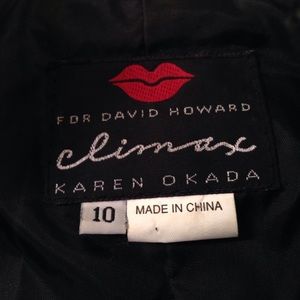 FOR DAVID HOWARD
climax
KAREN OKADA
10
MADE IN CHINA